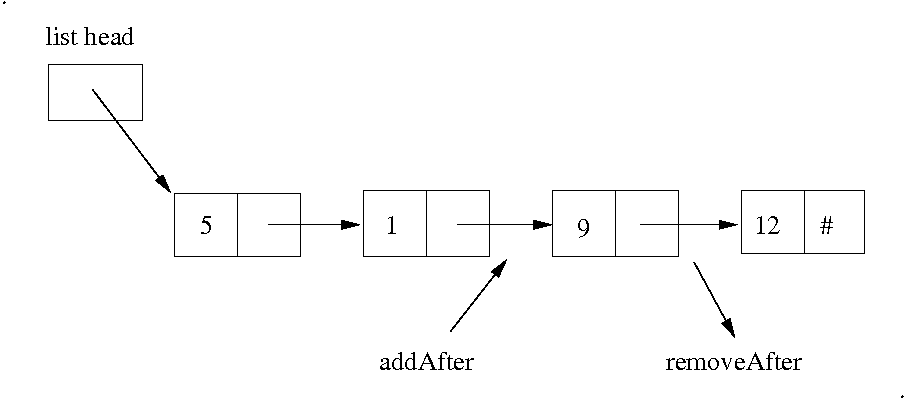 list head
5 1 9 12 #
addAfter removeAfter